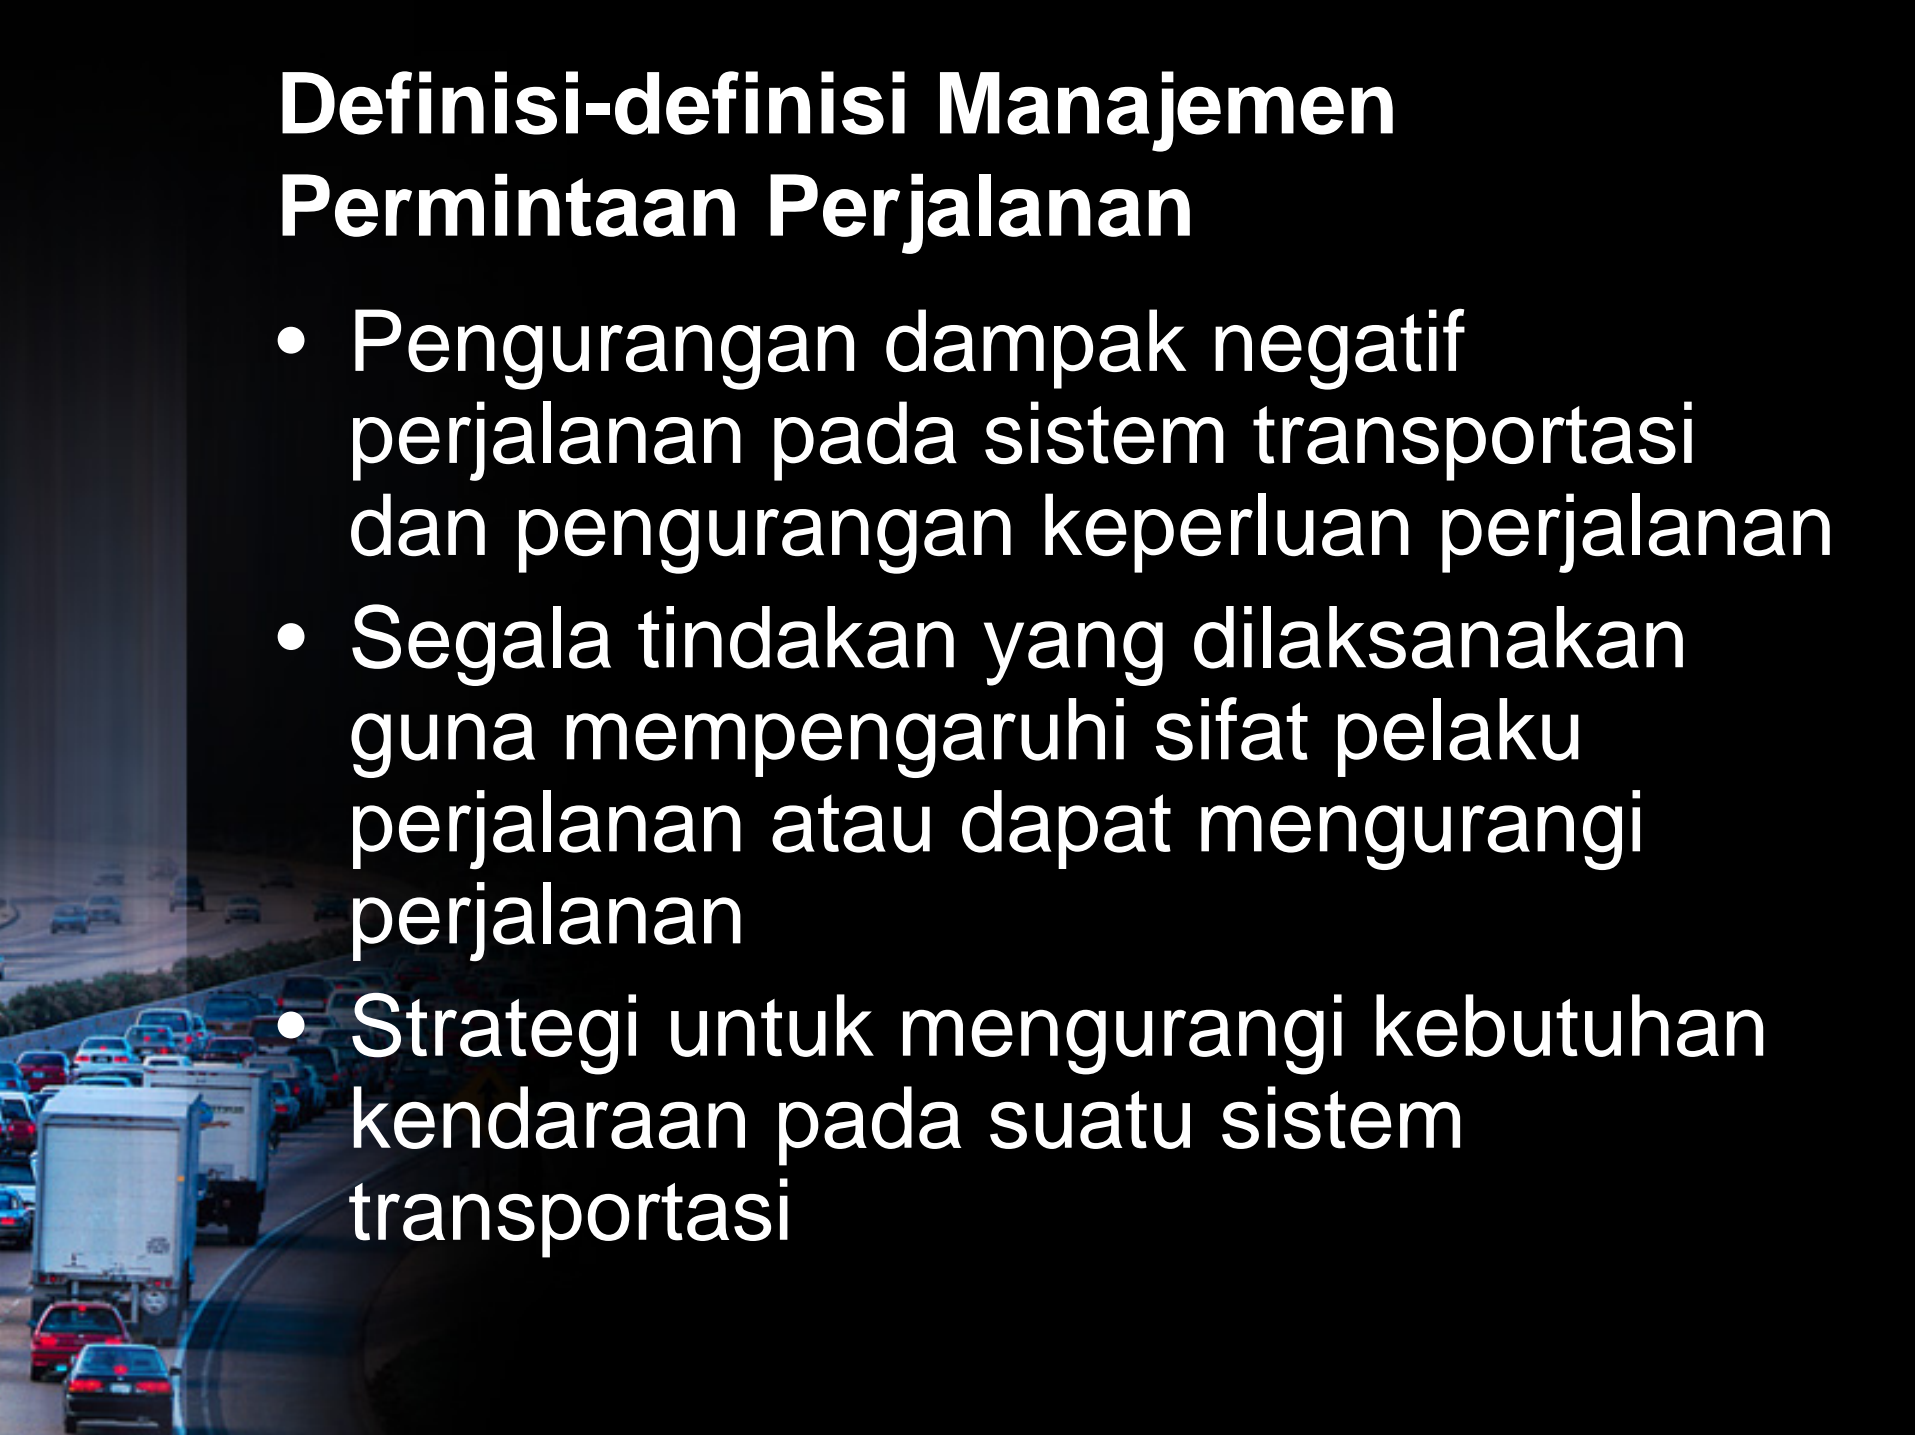 Definisi-definisi Manajemen
Permintaan Perjalanan
• Pengurangan dampak negatif
perjalanan pada sistem transportasi
dan pengurangan keperluan perjalanan
• Segala tindakan yang dilaksanakan
guna mempengaruhi sifat pelaku
perjalanan atau dapat mengurangi
perjalanan
• Strategi untuk mengurangi kebutuhan
kendaraan pada suatu sistem
transportasi